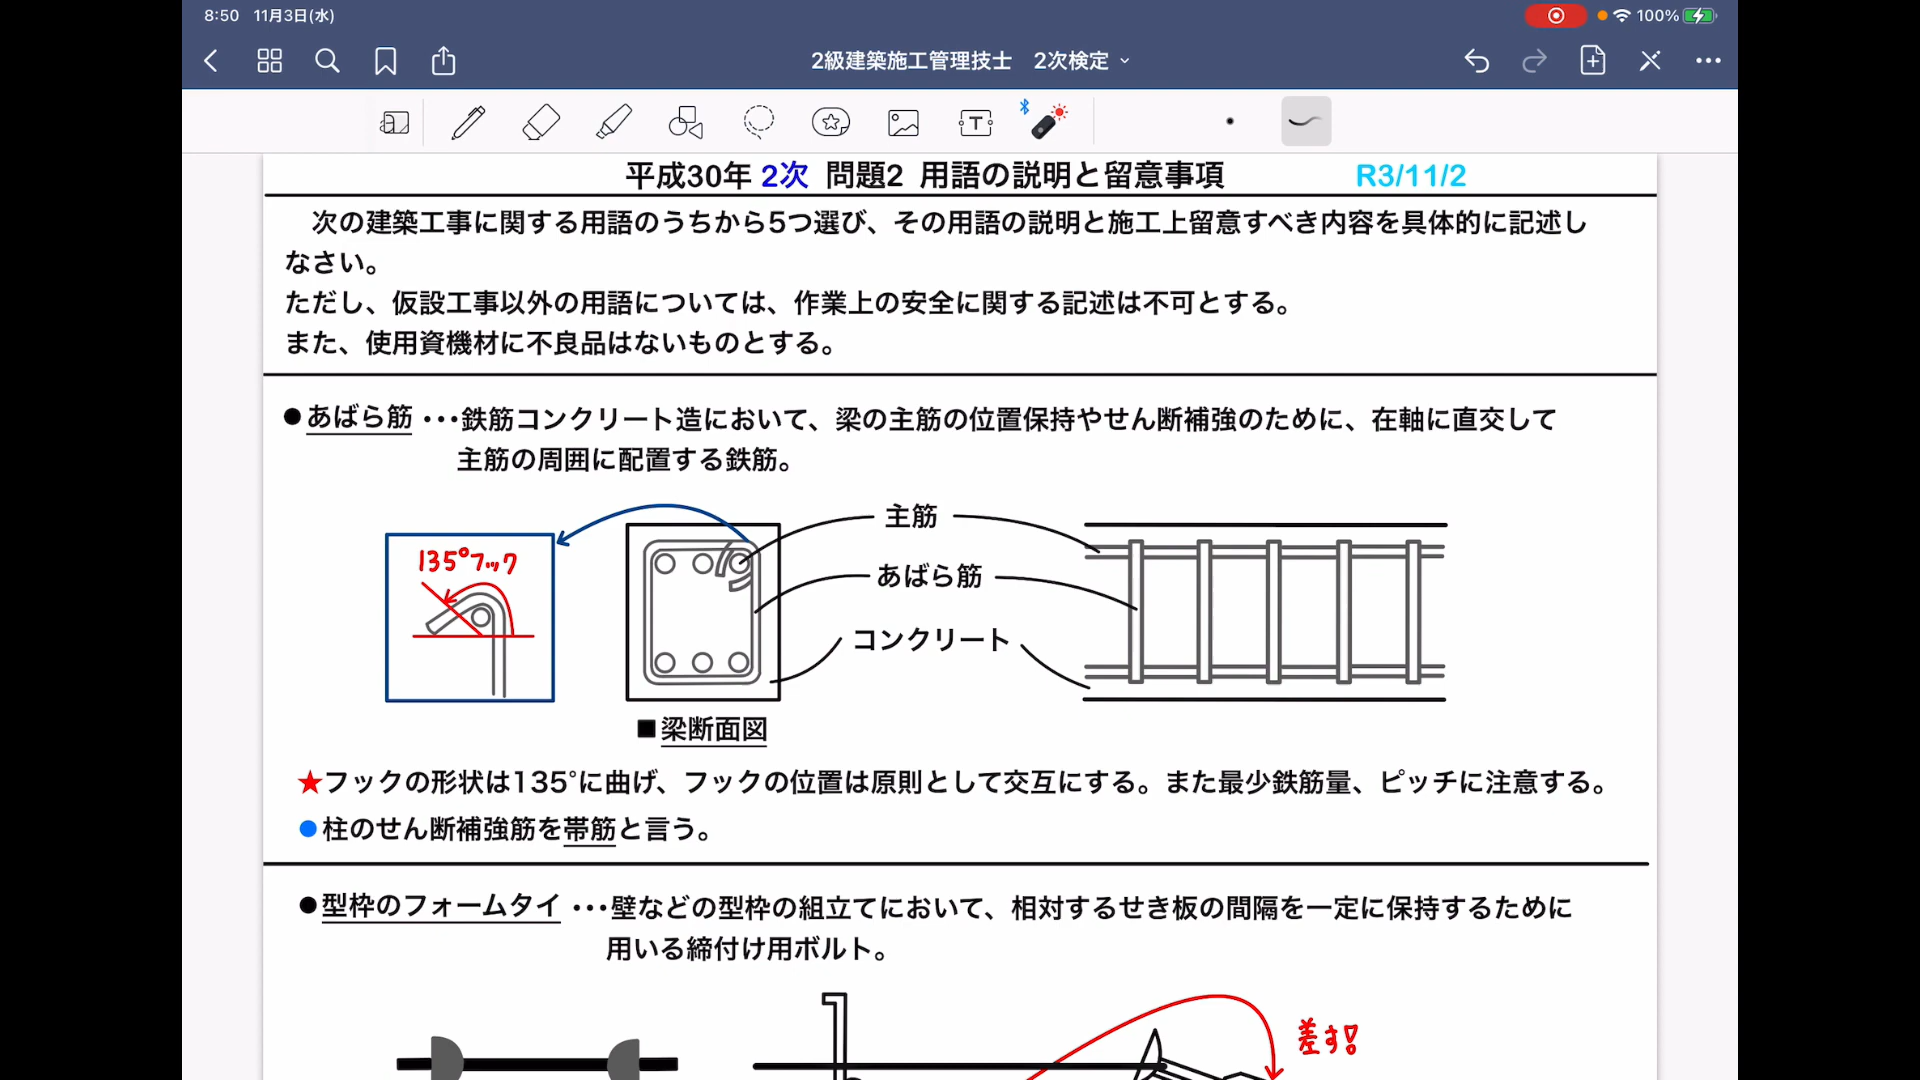 8:50 11月3日(水)
100%
2級建築施工管理技士 2次検定
平成30年 2次 問題2 用語の説明と留意事項 R3/11/2
次の建築工事に関する用語のうちから5つ選び、その用語の説明と施工上留意すべき内容を具体的に記述し
なさい。
ただし、仮設工事以外の用語については、作業上の安全に関する記述は不可とする。
また、使用資機材に不良品はないものとする。
●あばら筋 ・・・鉄筋コンクリート造において、梁の主筋の位置保持やせん断補強のために、在軸に直交して
主筋の周囲に配置する鉄筋。
135°フック
主筋
あばら筋
コンクリート
■梁断面図
★フックの形状は135°に曲げ、フックの位置は原則として交互にする。また最少鉄筋量、ピッチに注意する。
●柱のせん断補強筋を帯筋と言う。
●型枠のフォームタイ ・・・壁などの型枠の組立てにおいて、相対するせき板の間隔を一定に保持するために
用いる締付け用ボルト。
差す!